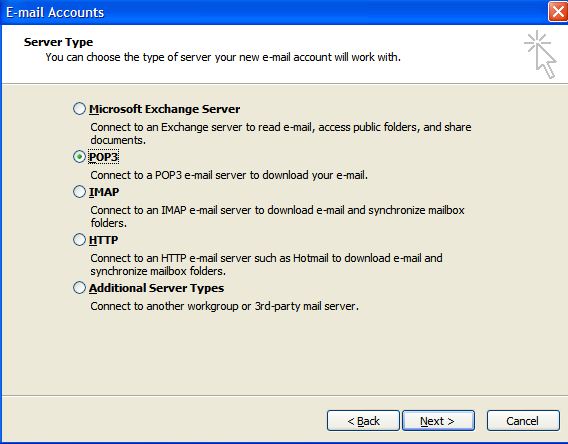 E-mail Accounts
Server Type
You can choose the type of server your new e-mail account will work with.
Microsoft Exchange Server
Connect to an Exchange server to read e-mail, access public folders, and share
documents.
POP3
Connect to a POP3 e-mail server to download your e-mail.
IMAP
Connect to an IMAP e-mail server to download e-mail and synchronize mailbox
folders.
HTTP
Connect to an HTTP e-mail server such as Hotmail to download e-mail and
synchronize mailbox folders.
Additional Server Types
Connect to another workgroup or 3rd-party mail server.
< Back Next > Cancel